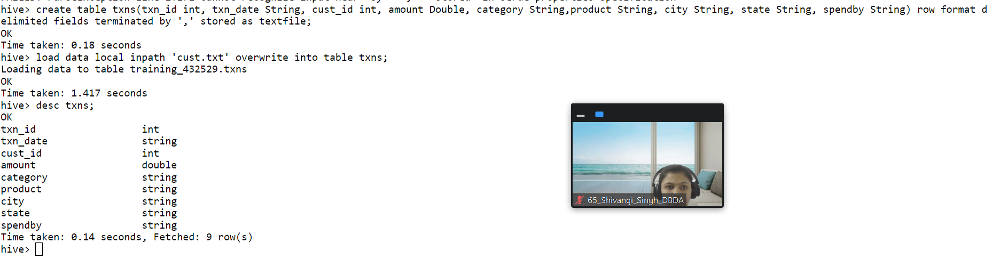 hive> create table txns(txn_id int, txn_date String, cust_id int, amount Double, category String,product String, city String, state String, spendby String) row format d
elimited fields terminated by ',' stored as textfile;
OK
Time taken: 0.18 seconds
hive> load data local inpath 'cust.txt' overwrite into table txns;
Loading data to table training_432529.txns
OK
Time taken: 1.417 seconds
hive> desc txns;
OK
txn_id int
txn_date string
cust_id int
amount double
category string
product string
city string
state string
spendby string
Time taken: 0.14 seconds, Fetched: 9 row(s)
hive>
65_Shivangi_Singh_DBDA